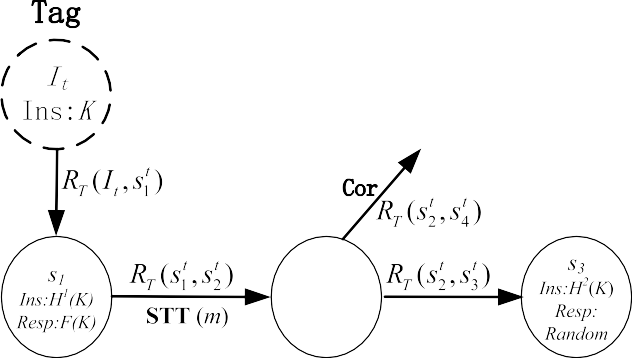 Tag
I_t
Ins:K
R_T(I_t,s_1^t)
Cor
R_T(s_2^t,s_4^t)
s_1
Ins:H^1(K)
Resp:F(K)
R_T(s_1^t,s_2^t)
STT (m)
R_T(s_2^t,s_3^t)
s_3
Ins:H^2(K)
Resp:
Random